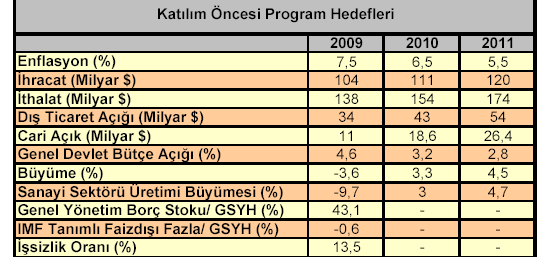 Katılım Öncesi Program Hedefleri
2009 2010 2011
Enflasyon (%) 7,5 6,5 5,5
İhracat (Milyar $) 104 111 120
İthalat (Milyar $) 138 154 174
Dış Ticaret Açığı (Milyar $) 34 43 54
Cari Açık (Milyar $) 11 18,6 26,4
Genel Devlet Bütçe Açığı (%) 4,6 3,2 2,8
Büyüme (%) -3,6 3,3 4,5
Sanayi Sektörü Üretimi Büyümesi (%) -9,7 3 4,7
Genel Yönetim Borç Stoku/ GSYH (%) 43,1 - -
IMF Tanımlı Faizdışı Fazla/ GSYH (%) -0,6 - -
İşsizlik Oranı (%) 13,5 - -